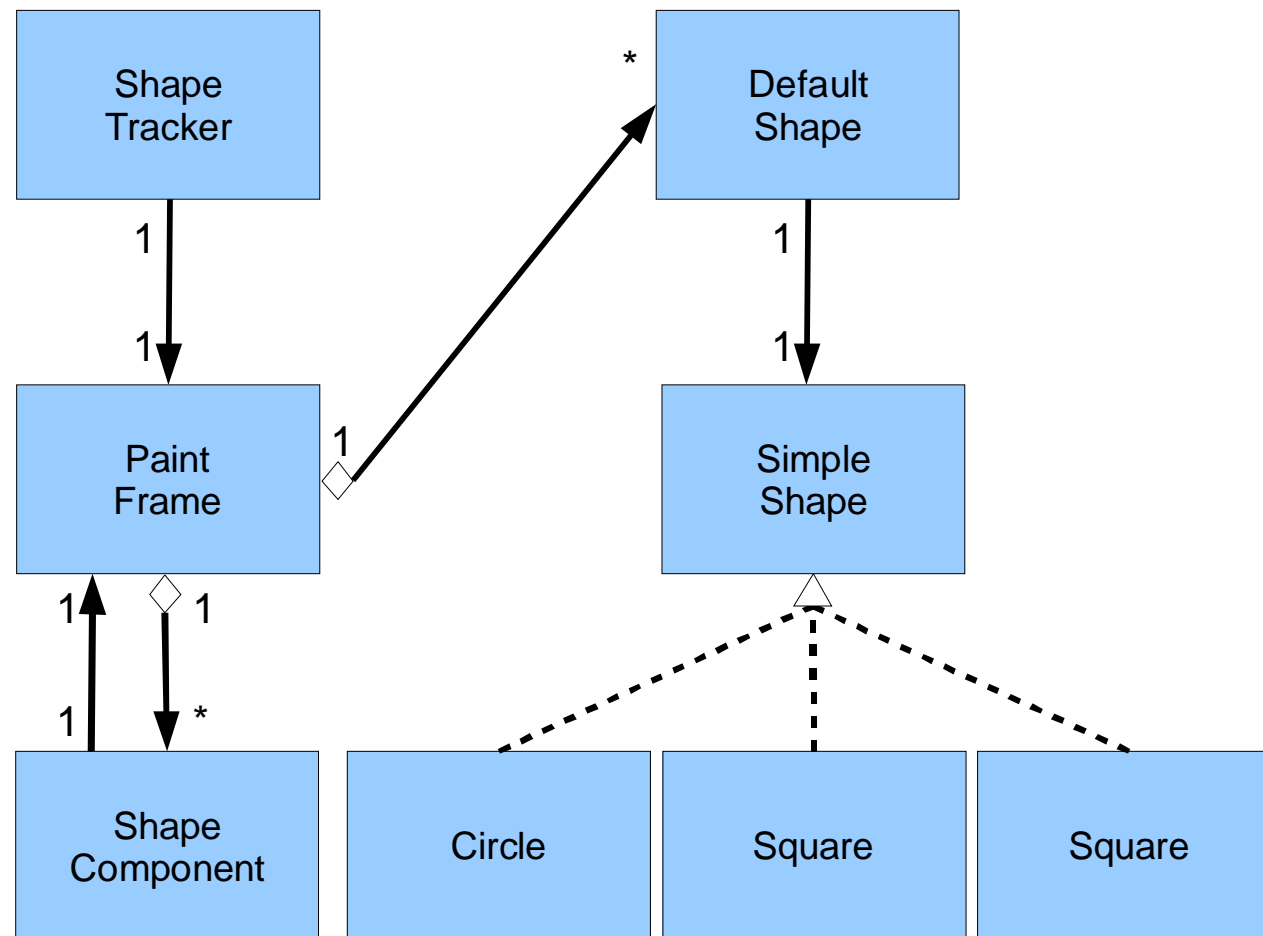 Shape
Tracker
*
Default
Shape
1
1
1
1
Paint
Frame
1
Simple
Shape
1
1
1
*
Shape
Component
Circle
Square
Square